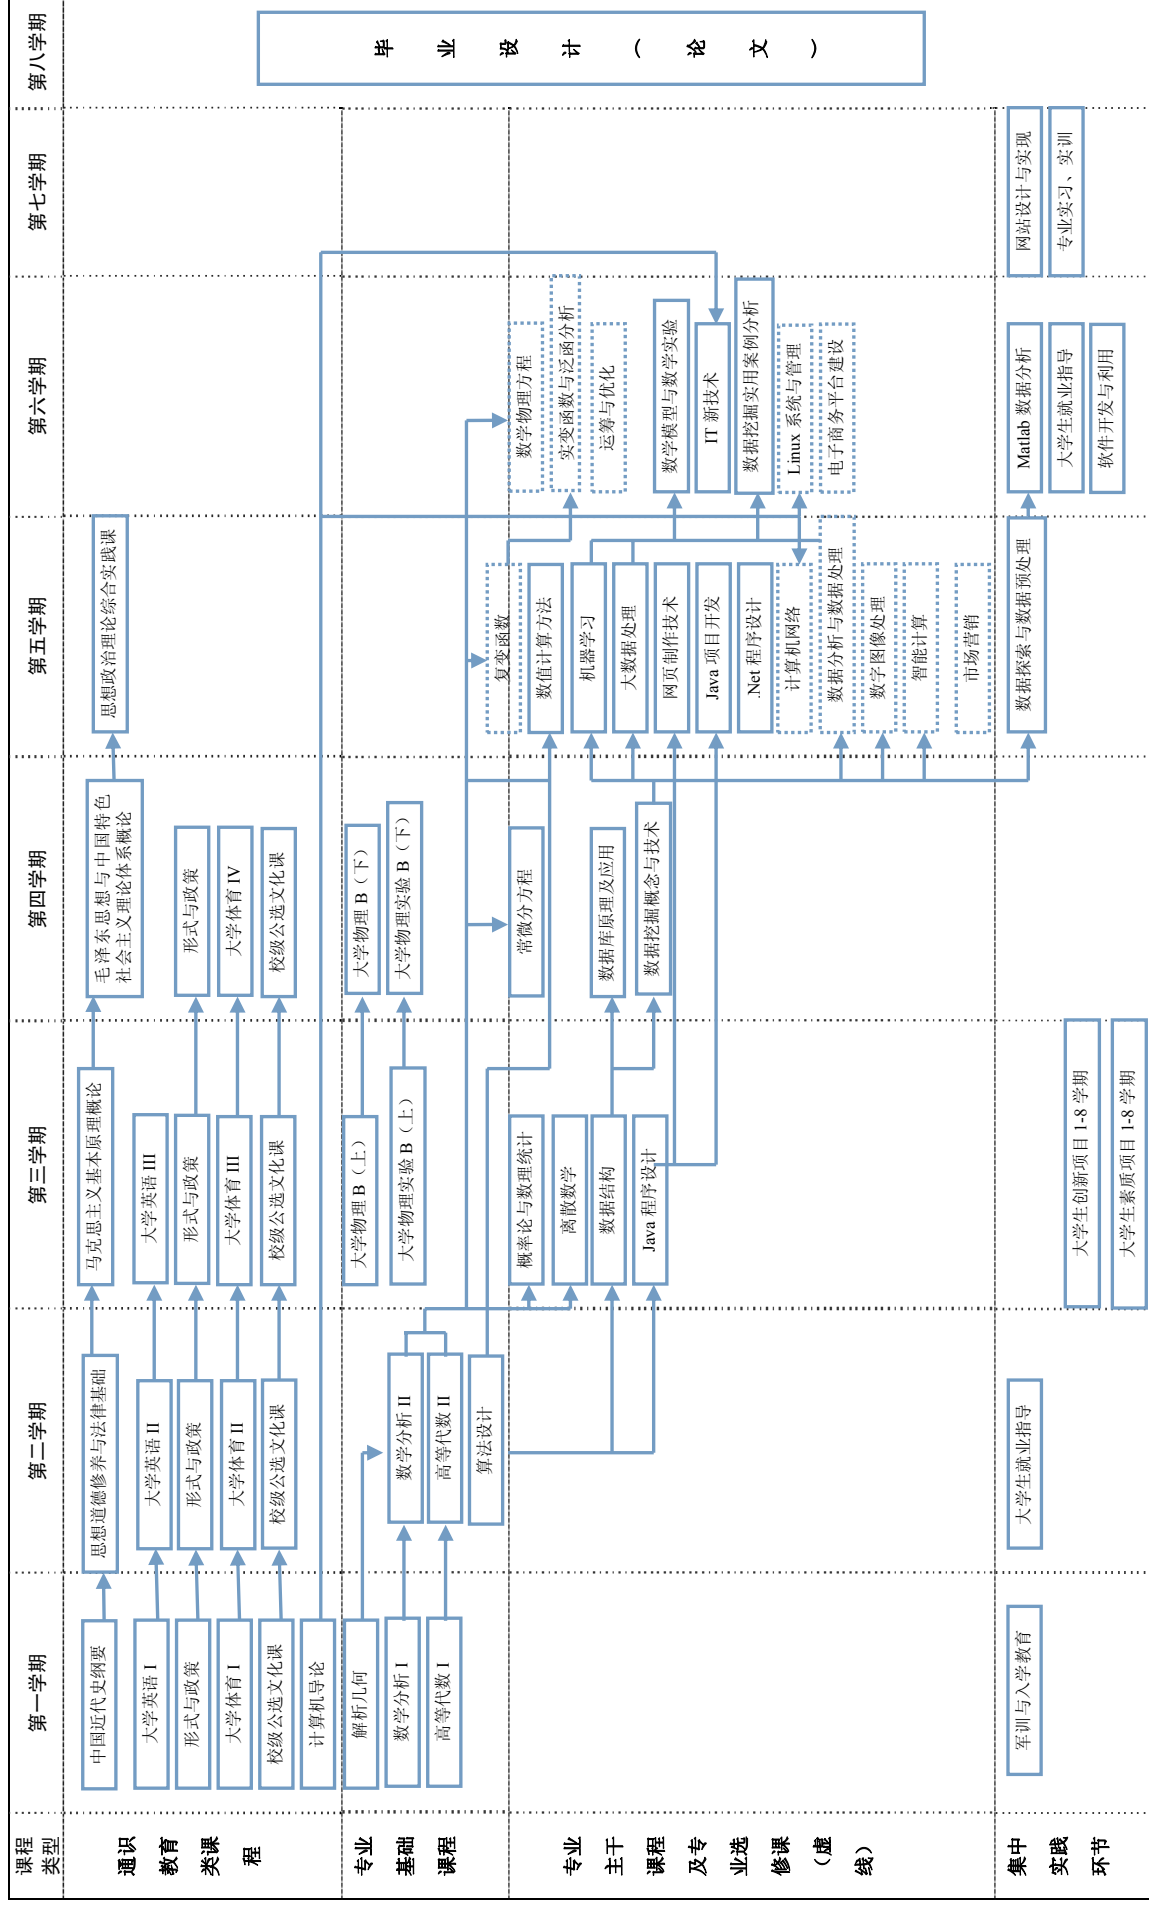 课程
类型
第一学期
第二学期
第三学期
第四学期
第五学期
第六学期
第七学期
第八学期
通识
教育
类课
程
中国近代史纲要
思想道德修养与法律基础
马克思主义基本原理概论
毛泽东思想与中国特色
社会主义理论体系概论
思想政治理论综合实践课
大学英语 I
大学英语 II
大学英语 III
形式与政策
形式与政策
形式与政策
形式与政策
大学体育 I
大学体育 II
大学体育 III
大学体育 IV
校级公选文化课
校级公选文化课
校级公选文化课
校级公选文化课
计算机导论
专业
基础
课程
解析几何
大学物理 B（上）
大学物理 B（下）
数学分析 I
数学分析 II
大学物理实验 B（上）
大学物理实验 B（下）
高等代数 I
高等代数 II
算法设计
专业
主干
课程
及专
业选
修课
（虚
线）
概率论与数理统计
离散数学
数据结构
Java 程序设计
常微分方程
数据库原理及应用
数据挖掘概念与技术
复变函数
数值计算方法
机器学习
大数据处理
网页制作技术
Java 项目开发
.Net 程序设计
计算机网络
数据分析与数据处理
数字图像处理
智能计算
市场营销
数学物理方程
实变函数与泛函分析
运筹与优化
数学模型与数学实验
IT 新技术
数据挖掘实用案例分析
Linux 系统与管理
电子商务平台建设
集中
实践
环节
军训与入学教育
大学生就业指导
大学生创新项目 1-8 学期
大学生素质项目 1-8 学期
数据探索与数据预处理
Matlab 数据分析
大学生就业指导
软件开发与利用
网站设计与实现
专业实习、实训
毕业设计（论文）